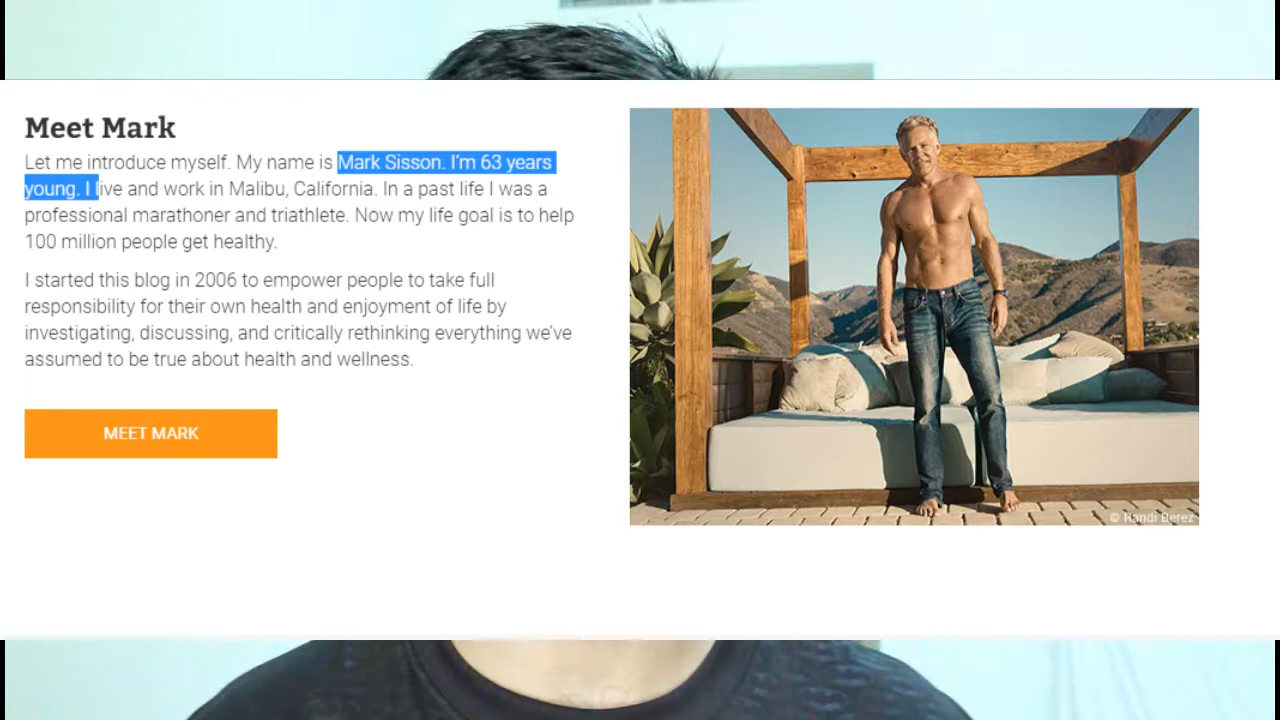 Meet Mark
Let me introduce myself. My name is Mark Sisson. I'm 63 years
young. I live and work in Malibu, California. In a past life I was a
professional marathoner and triathlete. Now my life goal is to help
100 million people get healthy.
I started this blog in 2006 to empower people to take full
responsibility for their own health and enjoyment of life by
investigating, discussing, and critically rethinking everything we've
assumed to be true about health and wellness.
MEET MARK
© Randi Berez